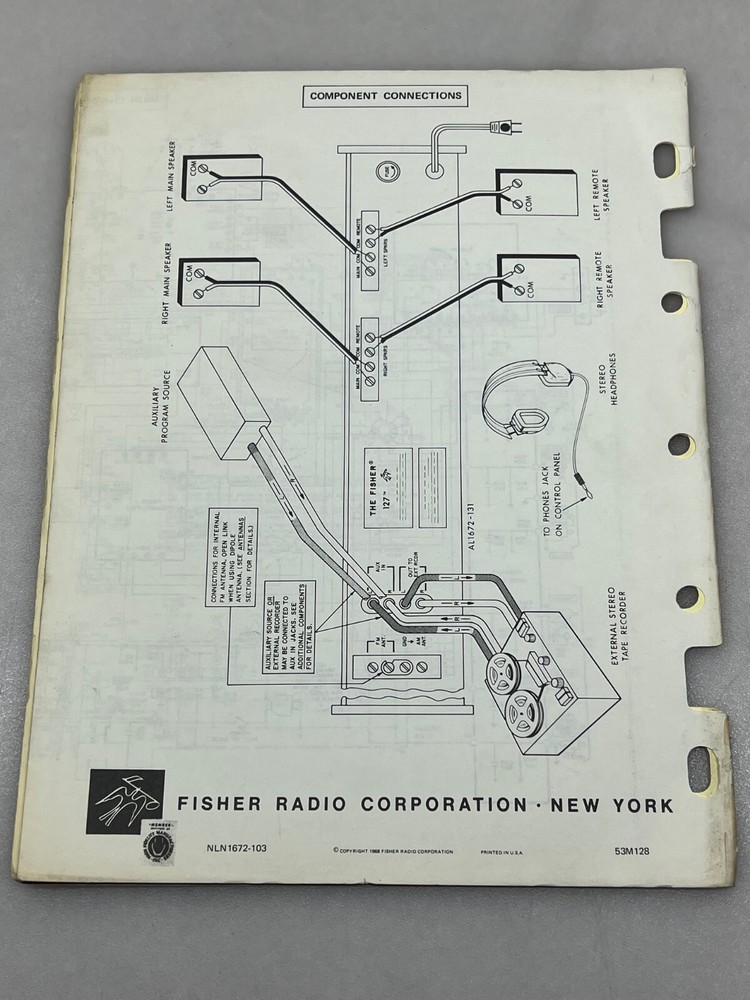 COMPONENT CONNECTIONS
LEFT MAIN SPEAKER
COM
RIGHT MAIN SPEAKER
COM
FUSE
LEFT REMOTE
SPEAKER
COM
RIGHT REMOTE
SPEAKER
COM
MAIN COM COM REMOTE
LEFT SPKRS
MAIN COM COM REMOTE
RIGHT SPKRS
AUXILIARY
PROGRAM SOURCE
L
R
STEREO
HEADPHONES
TO PHONES JACK
ON CONTROL PANEL
THE FISHER®
127™
AL1672-131
CONNECTIONS FOR INTERNAL
FM ANTENNA, OPEN LINK
WHEN USING DIPOLE
ANTENNA. (SEE ANTENNAS
SECTION FOR DETAILS.)
AUXILIARY SOURCE OR
EXTERNAL RECORDER
MAY BE CONNECTED TO
AUX IN JACKS. SEE
ADDITIONAL COMPONENTS
FOR DETAILS.
AUX
IN
L
R
OUT TO
EXT RCDR
L
R
FM
ANT.
GND
AM
ANT.
L
R
R
L
EXTERNAL STEREO
TAPE RECORDER
FISHER RADIO CORPORATION · NEW YORK
NLN1672-103
© COPYRIGHT 1968 FISHER RADIO CORPORATION
PRINTED IN U.S.A.
53M128
MEMBER